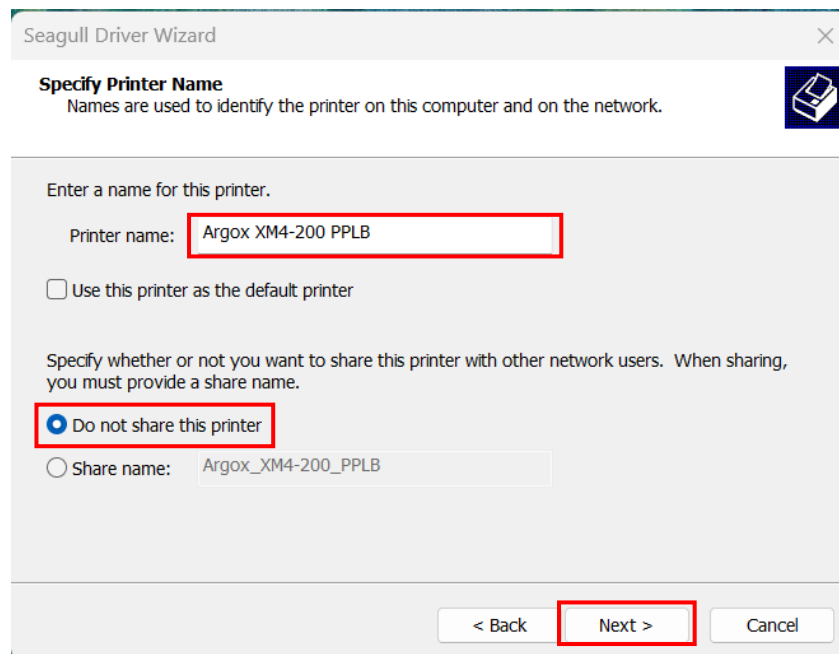 Seagull Driver Wizard
Specify Printer Name
Names are used to identify the printer on this computer and on the network.
Enter a name for this printer.
Printer name: Argox XM4-200 PPLB
Use this printer as the default printer
Specify whether or not you want to share this printer with other network users.  When sharing,
you must provide a share name.
Do not share this printer
Share name: Argox_XM4-200_PPLB
< Back Next > Cancel